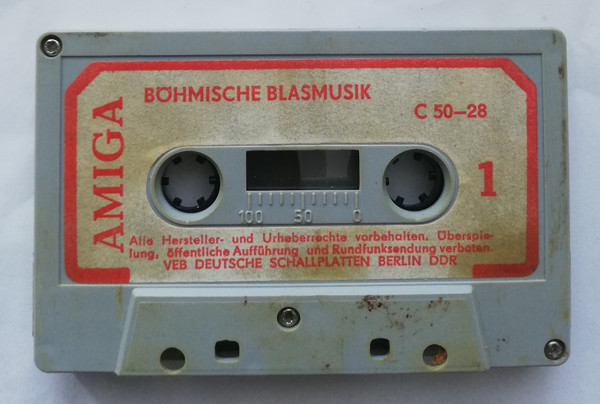 BÖHMISCHE BLASMUSIK
C 50–28
AMIGA
1
100 50 0
Alle Hersteller- und Urheberrechte vorbehalten. Überspie-
lung, öffentliche Aufführung und Rundfunksendung verboten.
VEB DEUTSCHE SCHALLPLATTEN BERLIN DDR